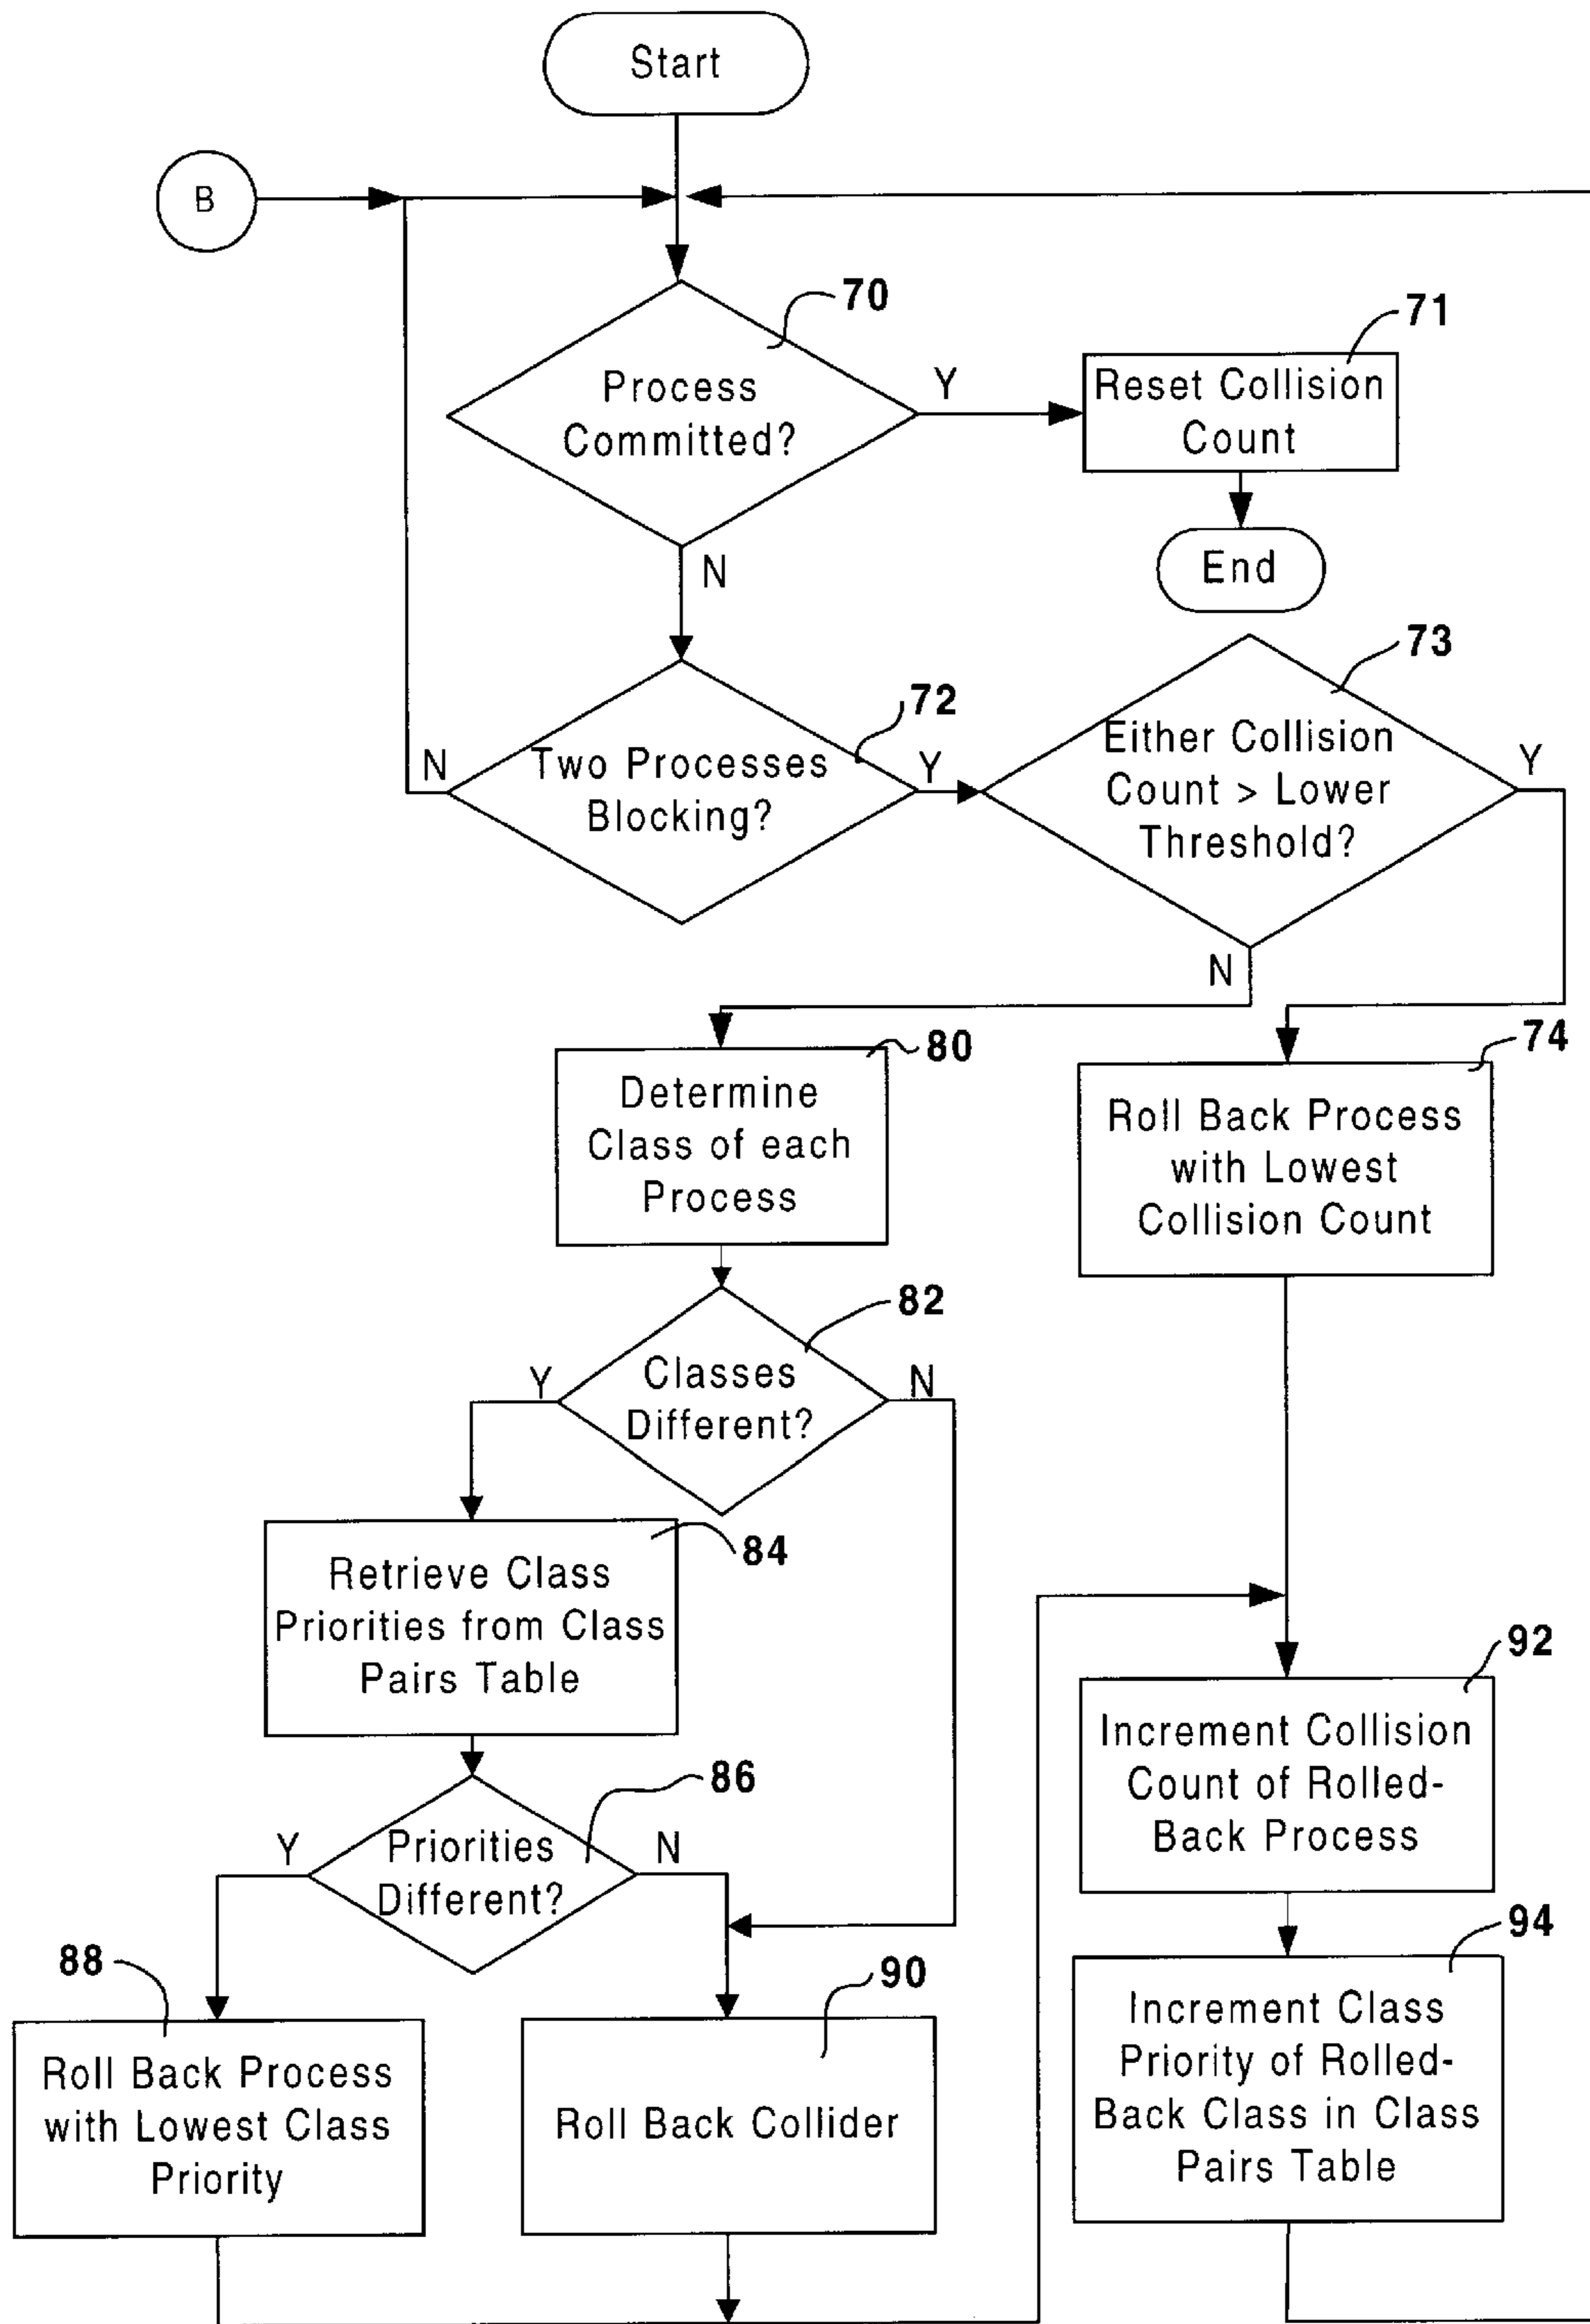 Start
B
70
Process
Committed?
Y
71
Reset Collision
Count
N
End
72
Two Processes
Blocking?
N
Y
73
Either Collision
Count > Lower
Threshold?
Y
N
80
Determine
Class of each
Process
74
Roll Back Process
with Lowest
Collision Count
82
Classes
Different?
Y
N
84
Retrieve Class
Priorities from Class
Pairs Table
86
Priorities
Different?
Y
N
92
Increment Collision
Count of Rolled-
Back Process
88
Roll Back Process
with Lowest Class
Priority
90
Roll Back Collider
94
Increment Class
Priority of Rolled-
Back Class in Class
Pairs Table